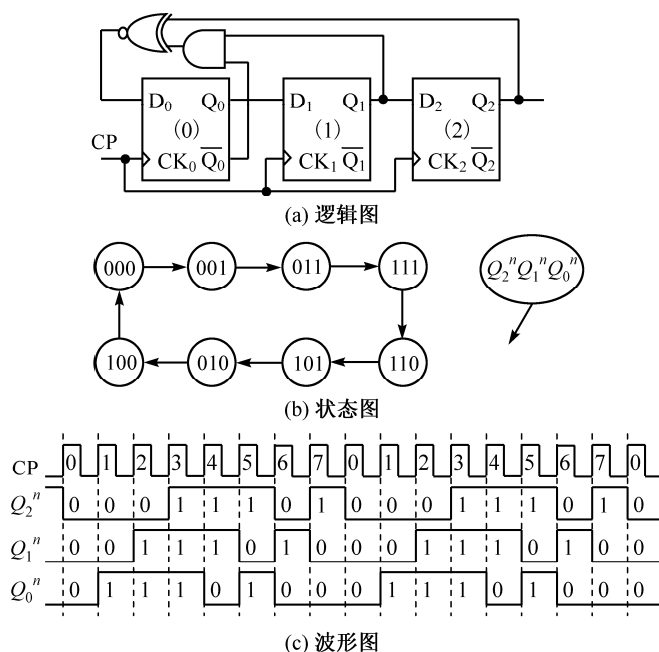 D₀ Q₀ D₁ Q₁ D₂ Q₂
(0) (1) (2)
CP
CK₀ Q̅₀ CK₁ Q̅₁ CK₂ Q̅₂
(a) 逻辑图
000 001 011 111
Q₂ⁿQ₁ⁿQ₀ⁿ
100 010 101 110
(b) 状态图
CP 0 1 2 3 4 5 6 7 0 1 2 3 4 5 6 7 0
Q₂ⁿ 0 0 0 1 1 1 0 1 0 0 0 1 1 1 0 1 0
Q₁ⁿ 0 0 1 1 1 0 1 0 0 0 1 1 1 0 1 0 0
Q₀ⁿ 0 1 1 1 0 1 0 0 0 1 1 1 0 1 0 0 0
(c) 波形图